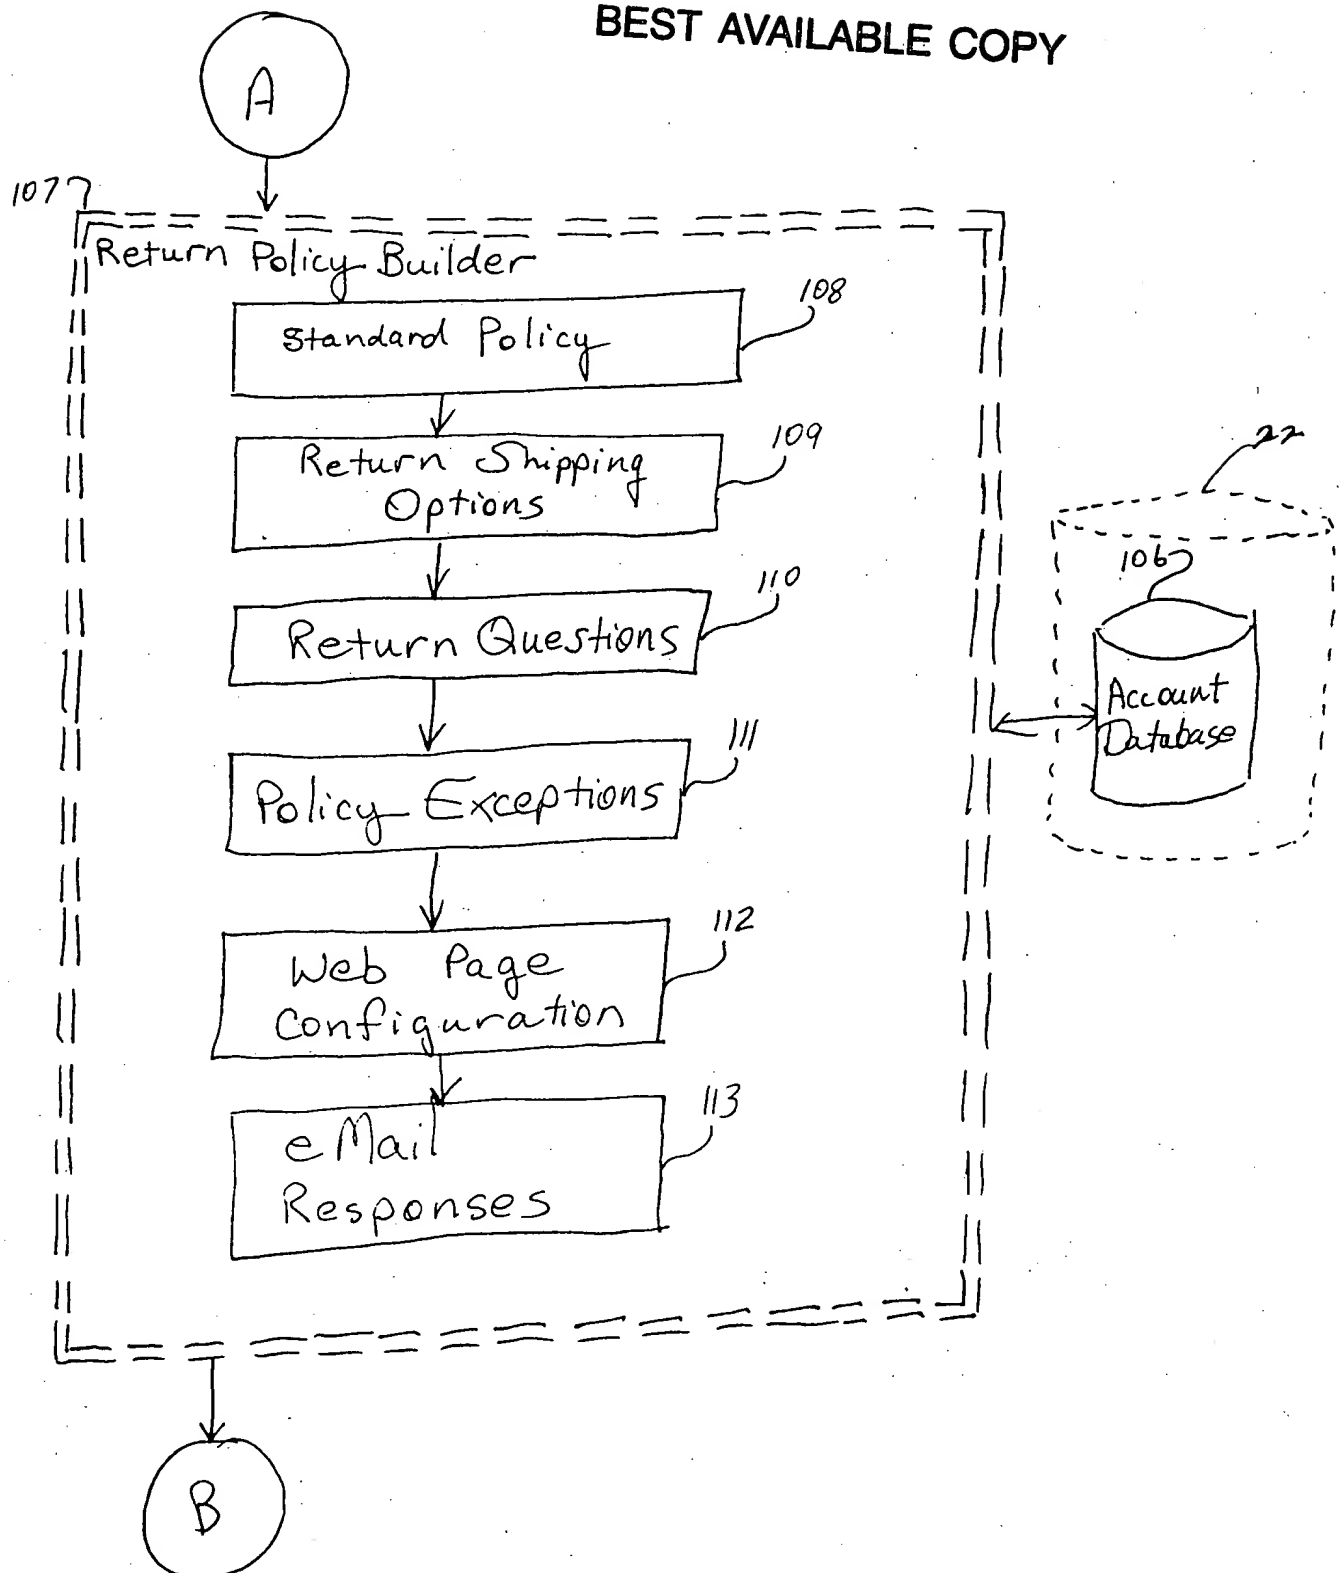 BEST AVAILABLE COPY
A
107
Return Policy Builder
108
Standard Policy
109
Return Shipping
Options
22
106
110
Return Questions
Account
Database
111
Policy Exceptions
112
Web Page
Configuration
113
eMail
Responses
B